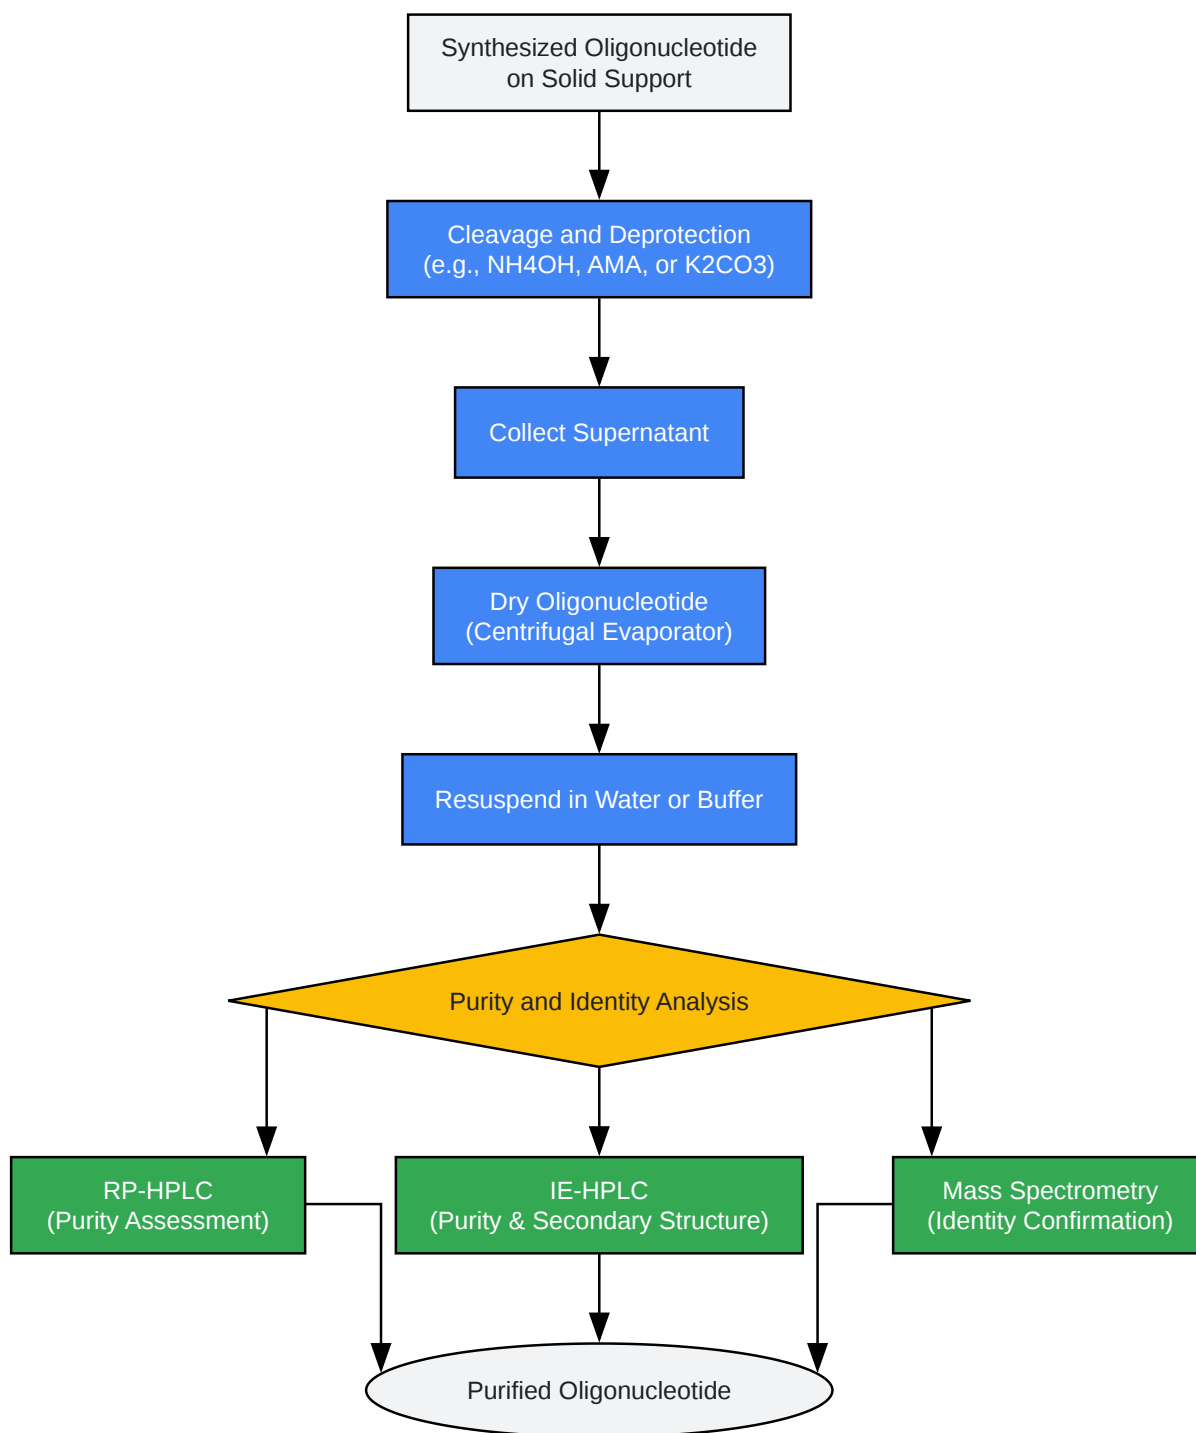 Synthesized Oligonucleotide
on Solid Support
Cleavage and Deprotection
(e.g., NH4OH, AMA, or K2CO3)
Collect Supernatant
Dry Oligonucleotide
(Centrifugal Evaporator)
Resuspend in Water or Buffer
Purity and Identity Analysis
RP-HPLC
(Purity Assessment)
IE-HPLC
(Purity & Secondary Structure)
Mass Spectrometry
(Identity Confirmation)
Purified Oligonucleotide